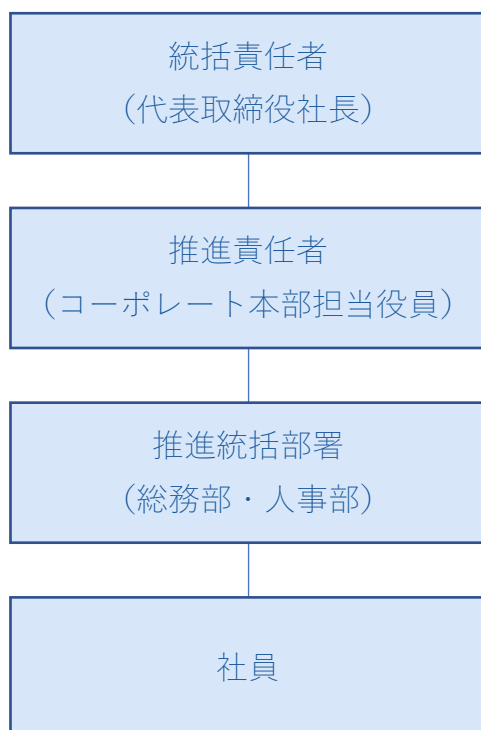 統括責任者
（代表取締役社長）
推進責任者
（コーポレート本部担当役員）
推進統括部署
（総務部・人事部）
社員